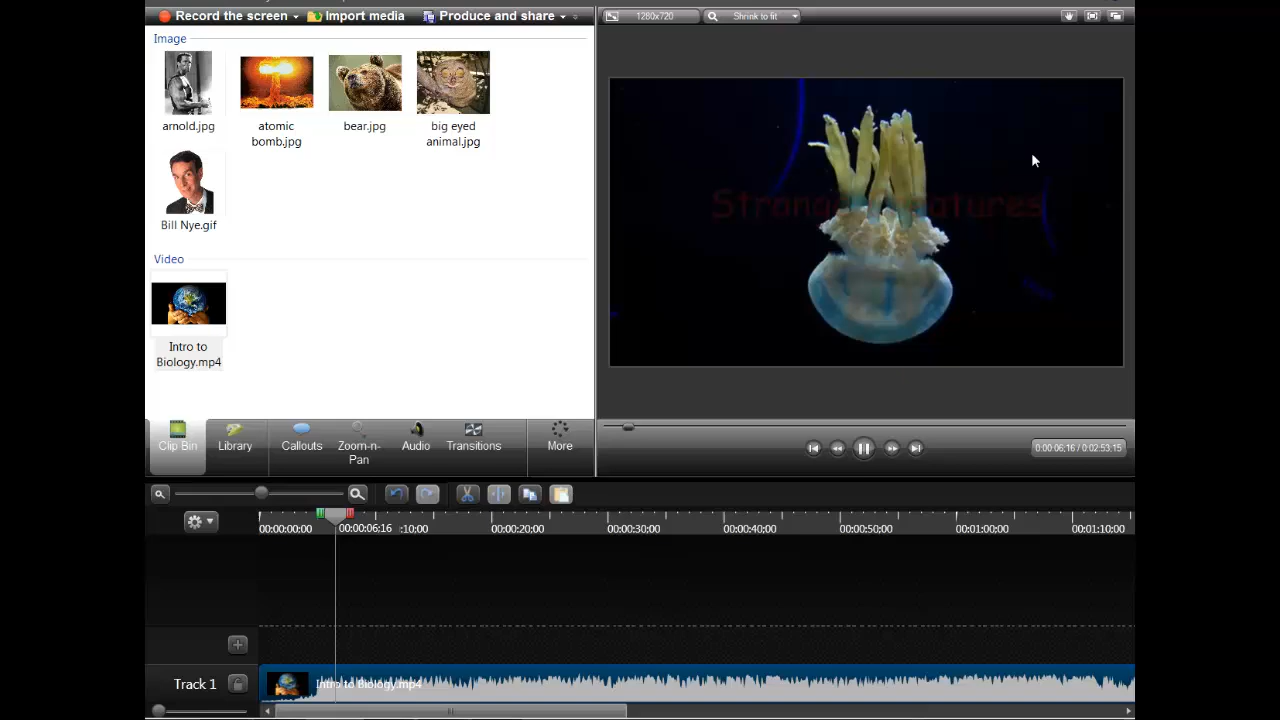 Record the screen Import media Produce and share
1280x720 Shrink to fit
Image
arnold.jpg
atomic
bomb.jpg
bear.jpg
big eyed
animal.jpg
Bill Nye.gif
Video
Intro to
Biology.mp4
Strange Creatures
Clip Bin Library Callouts Zoom-n-
Pan Audio Transitions More
0:00:06;16 / 0:02:53;15
00:00:00;00 00:00:06;16 :10;00 00:00:20;00 00:00:30;00 00:00:40;00 00:00:50;00 00:01:00;00 00:01:10;00
Track 1 Intro to Biology.mp4